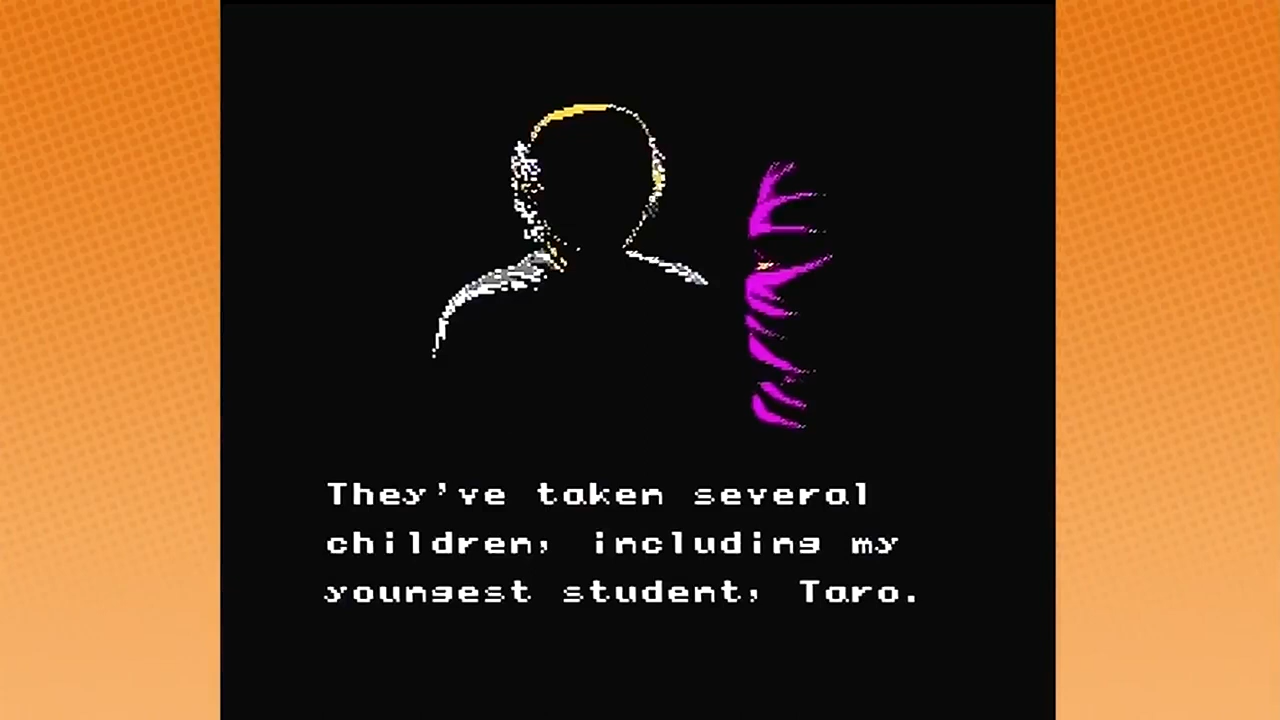 They've taken several
children, including my
youngest student, Taro.